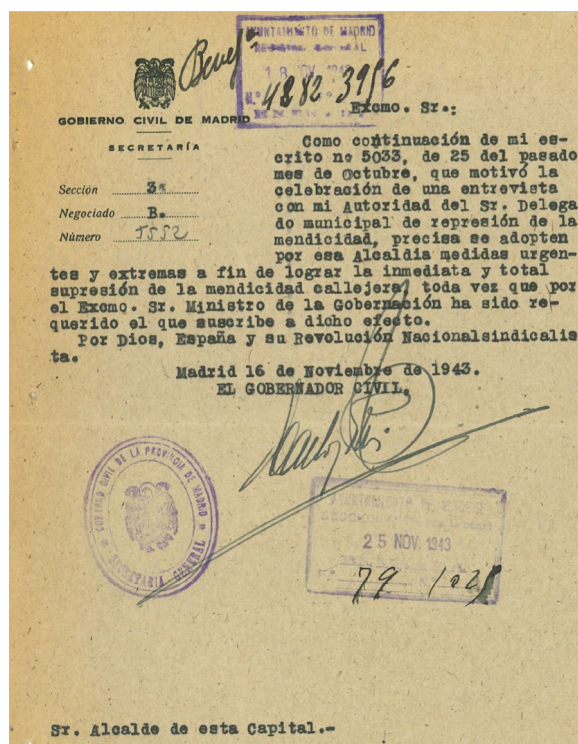 AYUNTAMIENTO DE MADRID
18 NOV. 1943
4282 3956
GOBIERNO CIVIL DE MADRID
SECRETARÍA
Sección 3ª
Negociado B.
Número 5552
Excmo. Sr.:
Como continuación de mi es-
crito nº 5033, de 25 del pasado
mes de Octubre, que motivó la
celebración de una entrevista
con mi Autoridad del Sr. Delega
do municipal de represión de la
mendicidad, precisa se adopten
por esa Alcaldia medidas urgen-
tes y extremas a fin de lograr la inmediata y total
supresión de la mendicidad callejera, toda vez que por
el Excmo. Sr. Ministro de la Gobernación ha sido re-
querido el que suscribe a dicho efecto.
Por Dios, España y su Revolución Nacionalsindicalis
ta.
Madrid 16 de Noviembre de 1943.
EL GOBERNADOR CIVIL,
GOBIERNO CIVIL DE LA PROVINCIA DE MADRID
SECRETARIA GENERAL
AYUNTAMIENTO DE MADRID
25 NOV. 1943
79
Sr. Alcalde de esta Capital.-